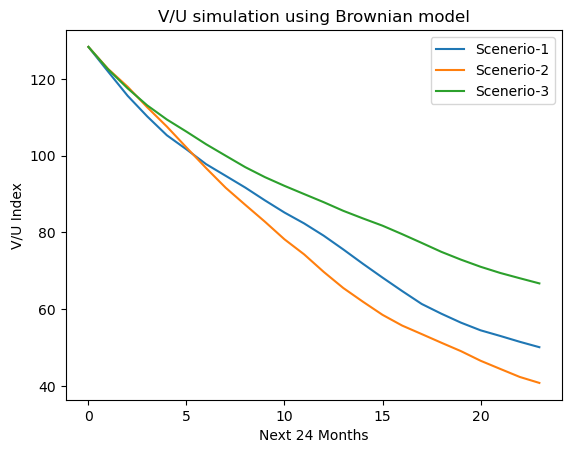 V/U simulation using Brownian model
Scenerio-1
Scenerio-2
Scenerio-3
V/U Index
120
100
80
60
40
0 5 10 15 20
Next 24 Months